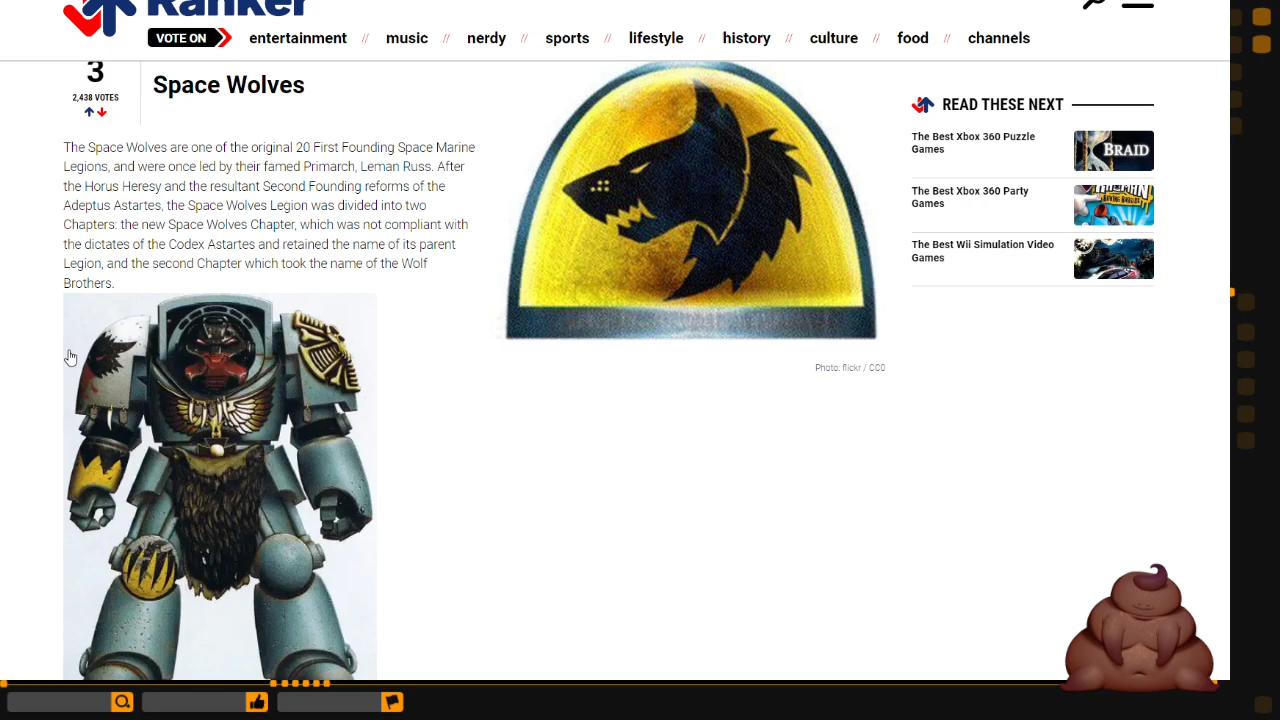 Ranker
VOTE ON entertainment // music // nerdy // sports // lifestyle // history // culture // food // channels
3
2,438 VOTES
Space Wolves
The Space Wolves are one of the original 20 First Founding Space Marine
Legions, and were once led by their famed Primarch, Leman Russ. After
the Horus Heresy and the resultant Second Founding reforms of the
Adeptus Astartes, the Space Wolves Legion was divided into two
Chapters: the new Space Wolves Chapter, which was not compliant with
the dictates of the Codex Astartes and retained the name of its parent
Legion, and the second Chapter which took the name of the Wolf
Brothers.
Photo: flickr / CC0
READ THESE NEXT
The Best Xbox 360 Puzzle
Games
BRAID
The Best Xbox 360 Party
Games
The Best Wii Simulation Video
Games